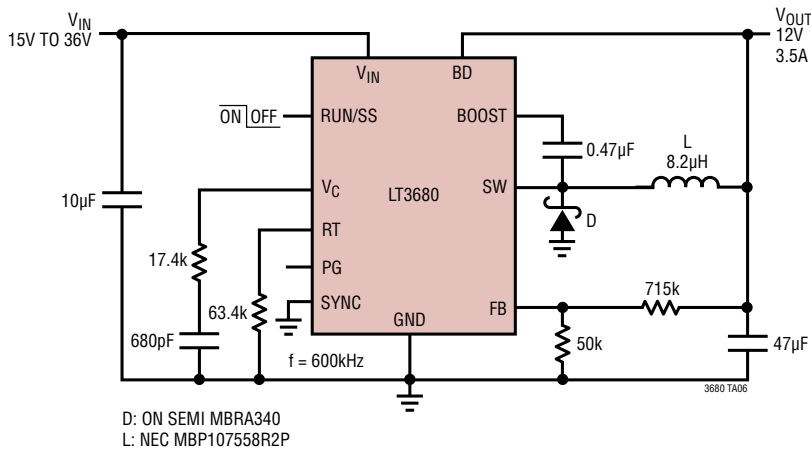 VIN
15V TO 36V
VOUT
12V
3.5A
VIN
BD
ON OFF
RUN/SS
BOOST
0.47µF
L
8.2µH
10µF
VC
LT3680
SW
D
RT
17.4k
PG
715k
63.4k
SYNC
FB
GND
680pF
50k
47µF
f = 600kHz
3680 TA06
D: ON SEMI MBRA340
L: NEC MBP107558R2P